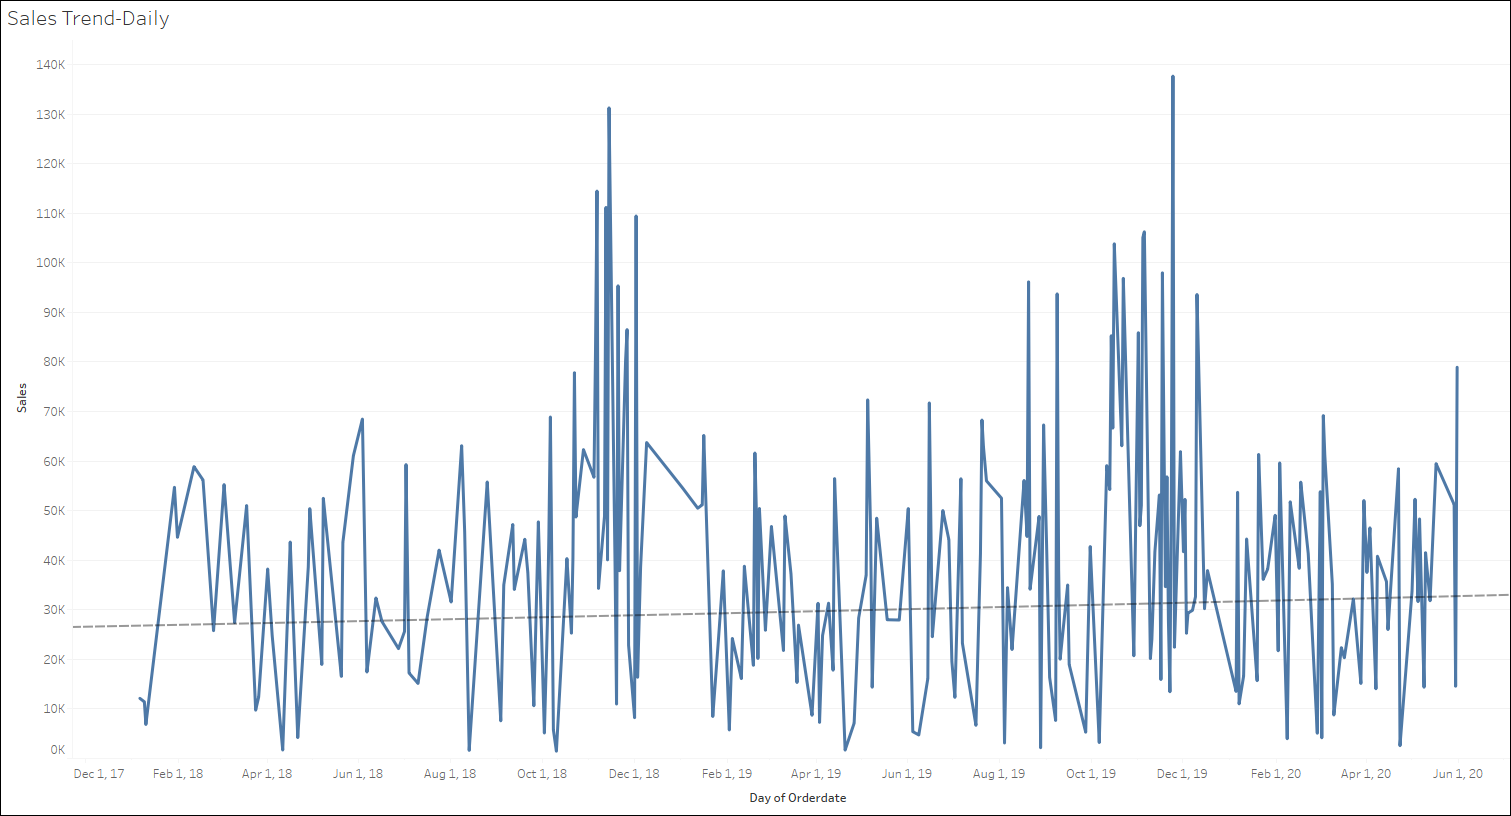 Sales Trend-Daily
140K
130K
120K
110K
100K
90K
80K
70K
60K
50K
40K
30K
20K
10K
0K
Sales
Dec 1, 17 Feb 1, 18 Apr 1, 18 Jun 1, 18 Aug 1, 18 Oct 1, 18 Dec 1, 18 Feb 1, 19 Apr 1, 19 Jun 1, 19 Aug 1, 19 Oct 1, 19 Dec 1, 19 Feb 1, 20 Apr 1, 20 Jun 1, 20
Day of Orderdate